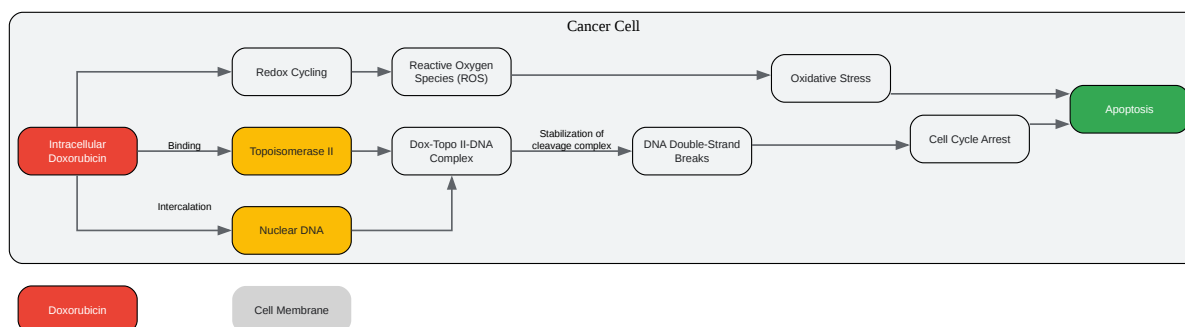 Cancer Cell
Redox Cycling
Reactive Oxygen
Species (ROS)
Oxidative Stress
Apoptosis
Intracellular
Doxorubicin
Binding
Topoisomerase II
Dox-Topo II-DNA
Complex
Stabilization of
cleavage complex
DNA Double-Strand
Breaks
Cell Cycle Arrest
Intercalation
Nuclear DNA
Doxorubicin
Cell Membrane